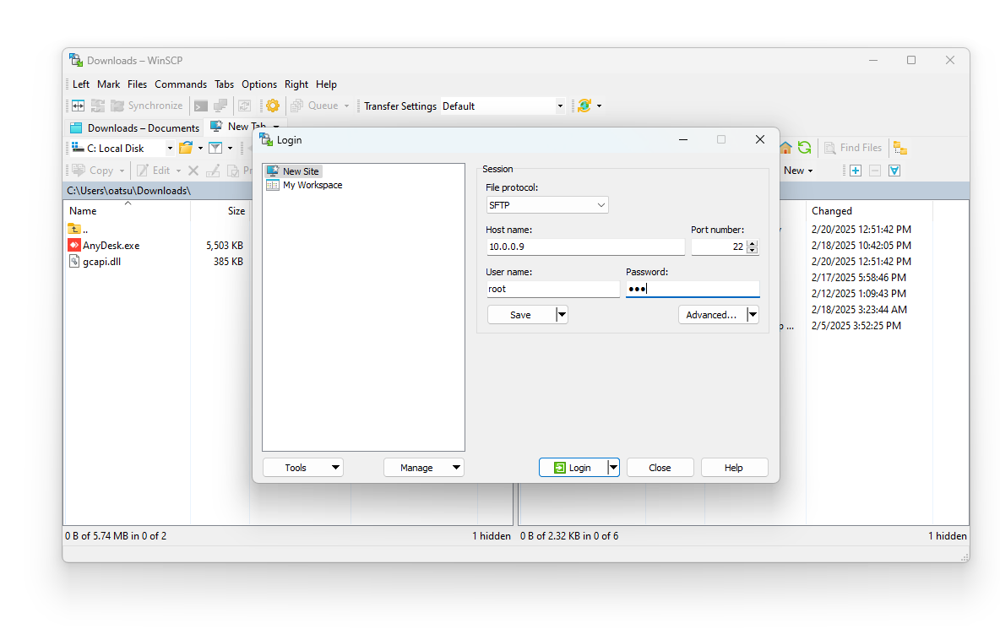 Downloads – WinSCP
Left Mark Files Commands Tabs Options Right Help
Synchronize Queue Transfer Settings Default
Downloads – Documents New Tab
C: Local Disk Find Files
Copy Edit New
C:\Users\oatsu\Downloads\
Name Size Changed
..
AnyDesk.exe 5,503 KB
gcapi.dll 385 KB
2/20/2025 12:51:42 PM
2/18/2025 10:42:05 PM
2/20/2025 12:51:42 PM
2/17/2025 5:58:46 PM
2/12/2025 1:09:43 PM
2/18/2025 3:23:44 AM
2/5/2025 3:52:25 PM
Login
New Site
My Workspace
Session
File protocol:
SFTP
Host name: Port number:
10.0.0.9 22
User name: Password:
root ●●●
Save Advanced...
Tools Manage Login Close Help
0 B of 5.74 MB in 0 of 2 1 hidden 0 B of 2.32 KB in 0 of 6 1 hidden